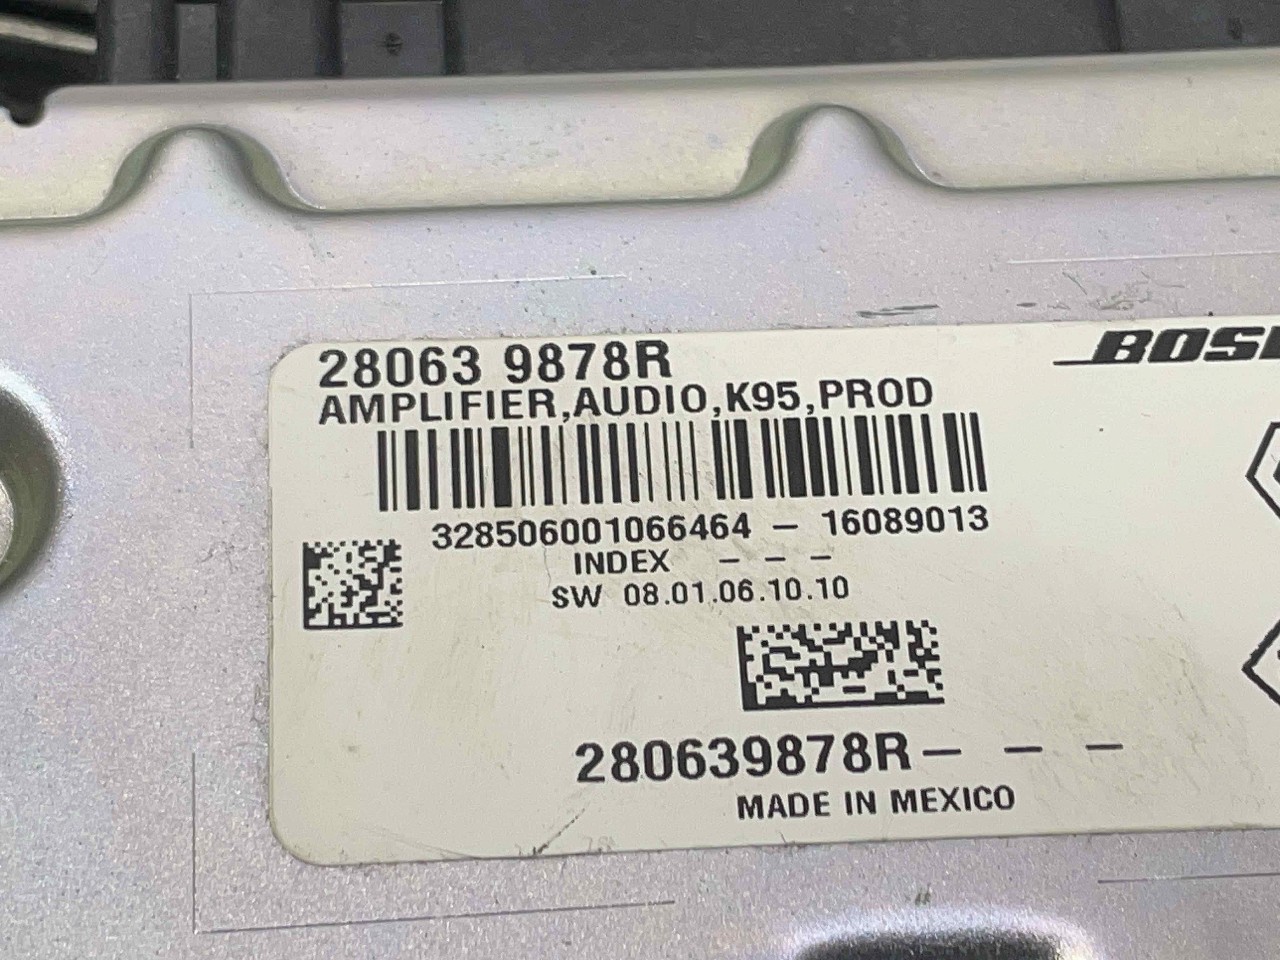 BOSE
28063 9878R
AMPLIFIER,AUDIO,K95,PROD
328506001066464 - 16089013
INDEX - - -
SW 08.01.06.10.10
280639878R- - -
MADE IN MEXICO